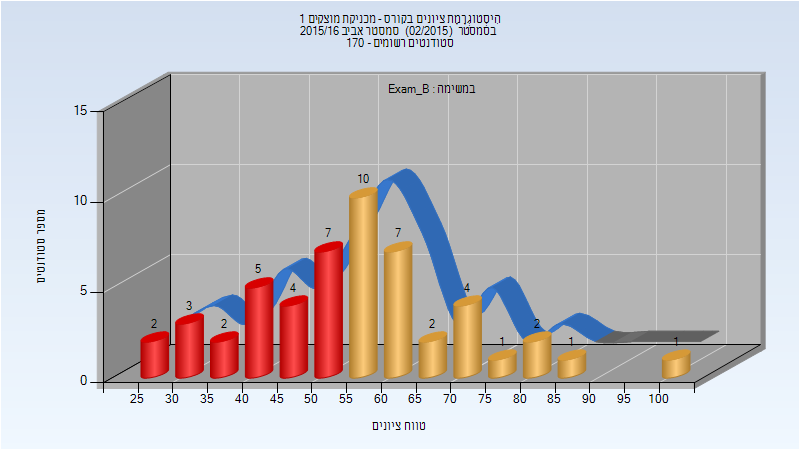 היסטוגרמת ציונים בקורס - מכניקת מוצקים 1
בסמסטר (02/2015) סמסטר אביב 2015/16
סטודנטים רשומים - 170
במשימה : Exam_B
מספר סטודנטים
15
10
5
0
2
3
2
5
4
7
10
7
2
4
1
2
1
1
25 30 35 40 45 50 55 60 65 70 75 80 85 90 95 100
טווח ציונים